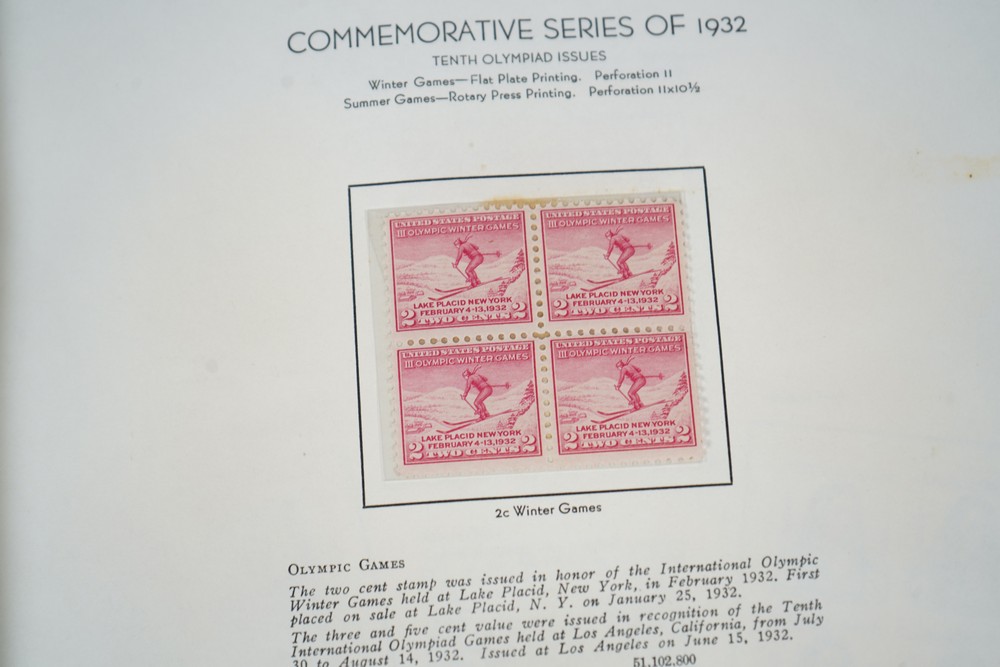 COMMEMORATIVE SERIES OF 1932
TENTH OLYMPIAD ISSUES
Winter Games—Flat Plate Printing. Perforation 11
Summer Games—Rotary Press Printing. Perforation 11x10½
UNITED STATES POSTAGE
III OLYMPIC WINTER GAMES
LAKE PLACID NEW YORK
FEBRUARY 4-13, 1932
2 TWO CENTS 2
UNITED STATES POSTAGE
III OLYMPIC WINTER GAMES
LAKE PLACID NEW YORK
FEBRUARY 4-13, 1932
2 TWO CENTS 2
UNITED STATES POSTAGE
III OLYMPIC WINTER GAMES
LAKE PLACID NEW YORK
FEBRUARY 4-13, 1932
2 TWO CENTS 2
UNITED STATES POSTAGE
III OLYMPIC WINTER GAMES
LAKE PLACID NEW YORK
FEBRUARY 4-13, 1932
2 TWO CENTS 2
2c Winter Games
OLYMPIC GAMES
The two cent stamp was issued in honor of the International Olympic
Winter Games held at Lake Placid, New York, in February 1932. First
placed on sale at Lake Placid, N. Y. on January 25, 1932.
The three and five cent value were issued in recognition of the Tenth
International Olympiad Games held at Los Angeles, California, from July
30 to August 14, 1932. Issued at Los Angeles on June 15, 1932.
51,102,800